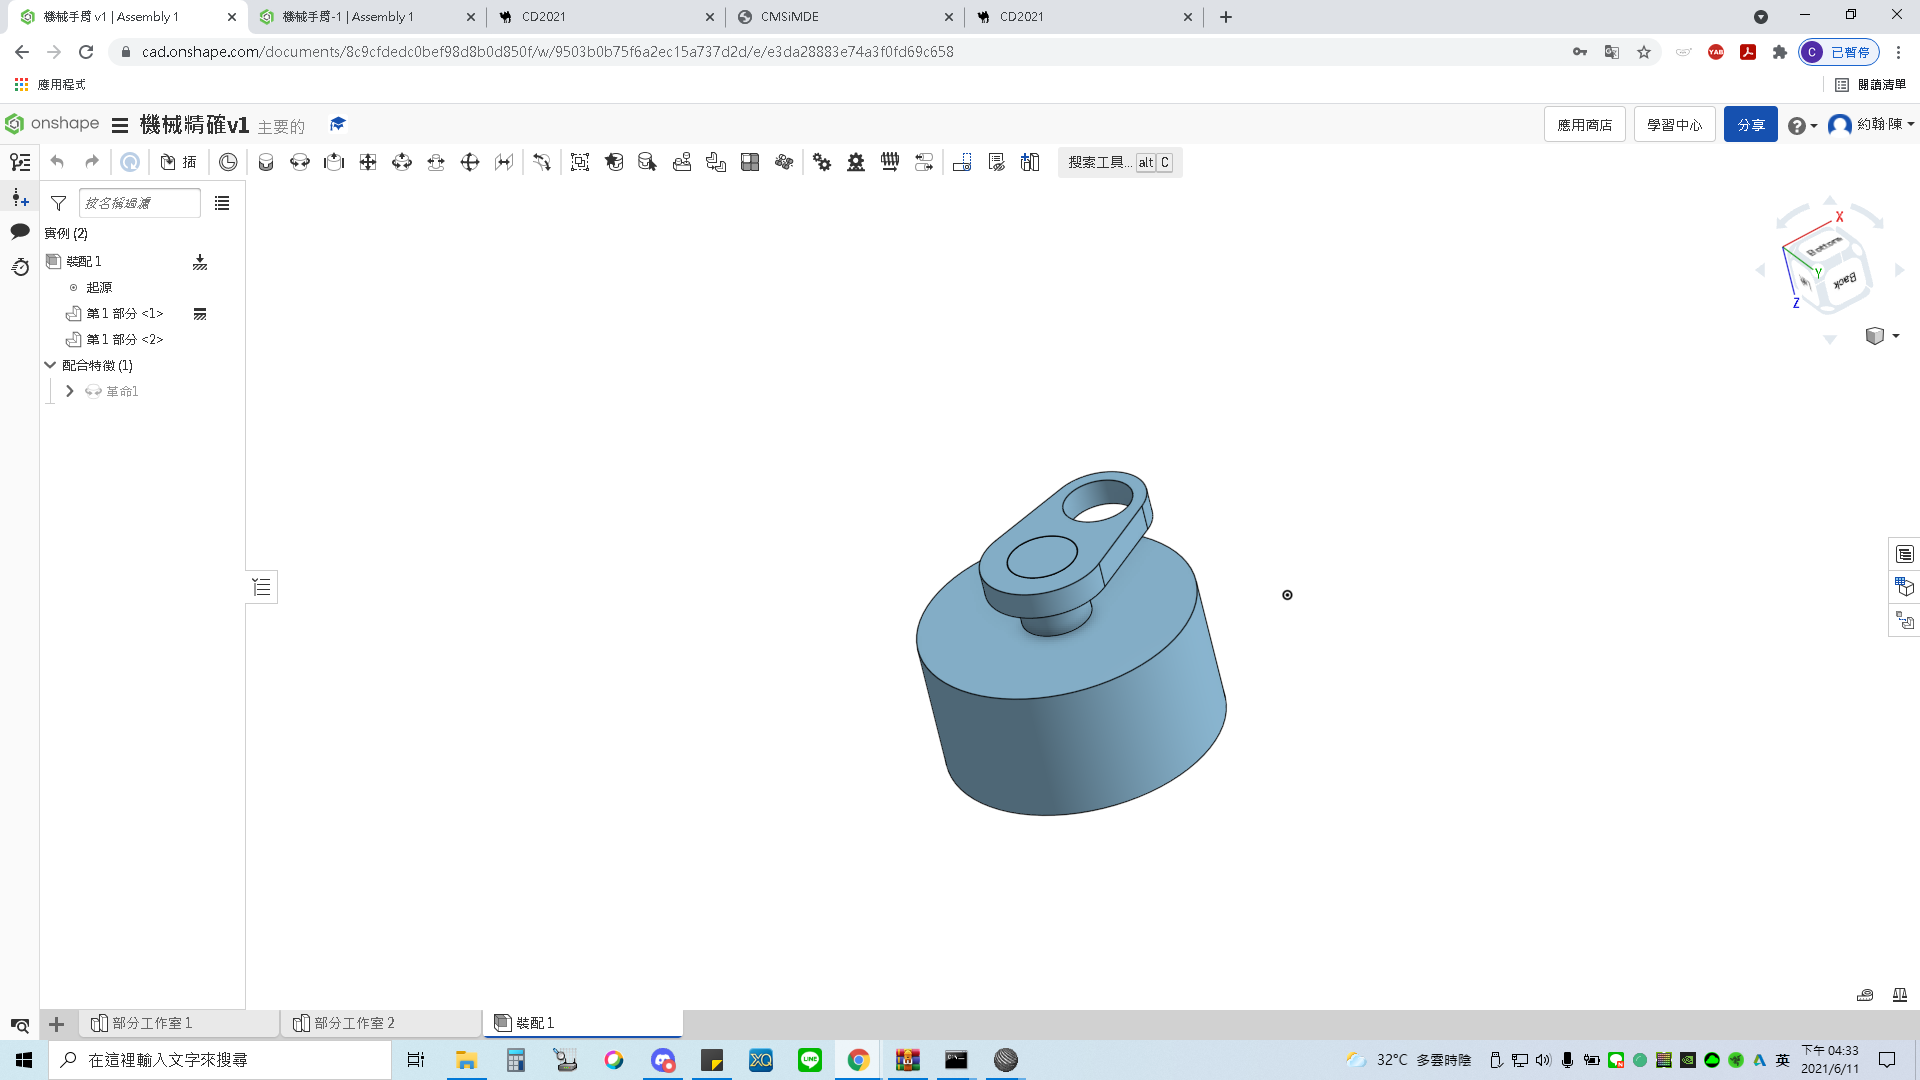 機械手臂 v1 | Assembly 1
機械手臂-1 | Assembly 1
CD2021
CMSiMDE
CD2021
cad.onshape.com/documents/8c9cfdedc0bef98d8b0d850f/w/9503b0b75f6a2ec15a737d2d/e/e3da28883e74a3f0fd69c658
YAB
C 已暫停
應用程式
閱讀清單
onshape 機械精確v1 主要的
應用商店
學習中心
分享
約翰·陳
插
搜索工具... alt C
按名稱過濾
實例 (2)
裝配 1
起源
第 1 部分 <1>
第 1 部分 <2>
配合特徵 (1)
革命1
X
Bottom
Y
Back
Z
部分工作室 1
部分工作室 2
裝配 1
在這裡輸入文字來搜尋
XQ
LINE
32°C 多雲時陰
英
下午 04:33
2021/6/11